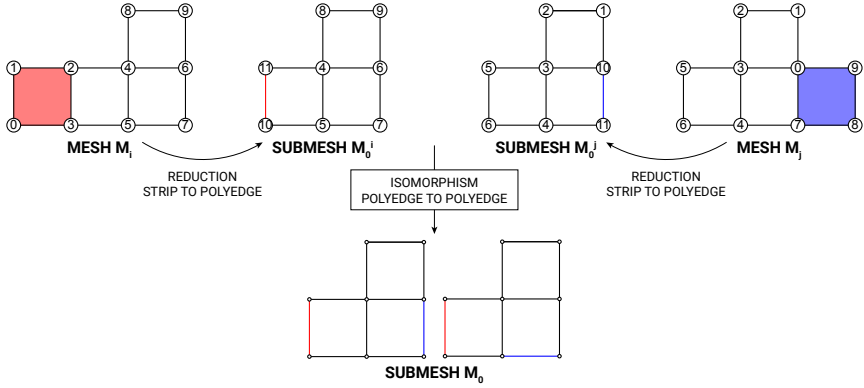 8 9 8 9 2 1 2 1
1 2 4 6 11 4 6 5 3 10 5 3 0 9
0 3 5 7 10 5 7 6 4 11 6 4 7 8
MESH Mi SUBMESH M0i SUBMESH M0j MESH Mj
REDUCTION
STRIP TO POLYEDGE
ISOMORPHISM
POLYEDGE TO POLYEDGE
REDUCTION
STRIP TO POLYEDGE
SUBMESH M0